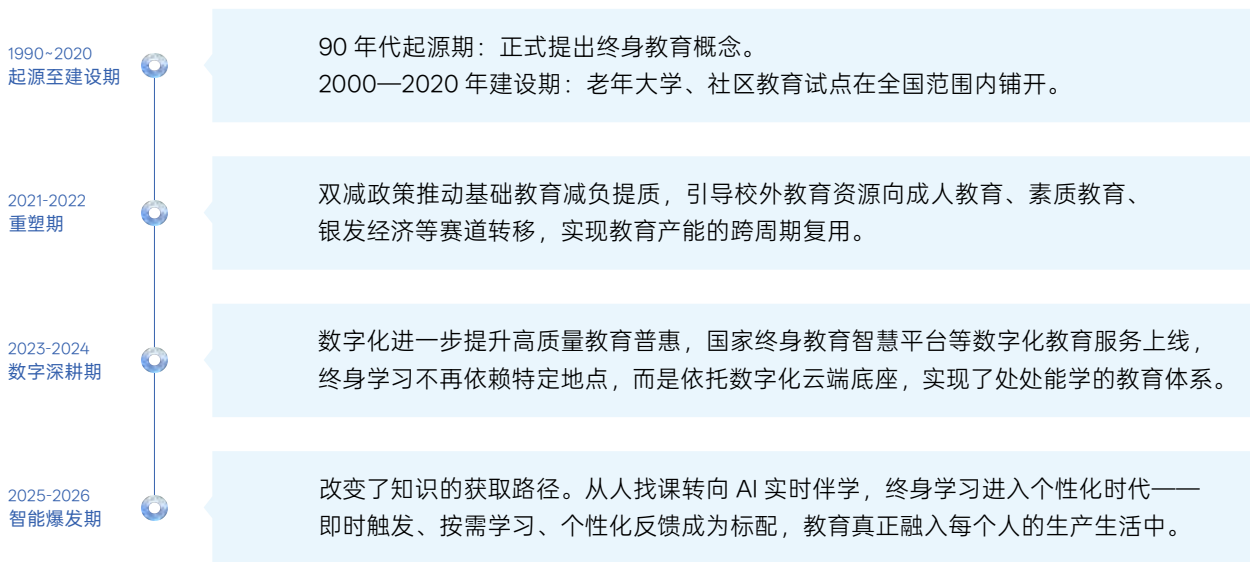 1990~2020
起源至建设期
90 年代起源期：正式提出终身教育概念。
2000—2020 年建设期：老年大学、社区教育试点在全国范围内铺开。
2021-2022
重塑期
双减政策推动基础教育减负提质，引导校外教育资源向成人教育、素质教育、
银发经济等赛道转移，实现教育产能的跨周期复用。
2023-2024
数字深耕期
数字化进一步提升高质量教育普惠，国家终身教育智慧平台等数字化教育服务上线，
终身学习不再依赖特定地点，而是依托数字化云端底座，实现了处处能学的教育体系。
2025-2026
智能爆发期
改变了知识的获取路径。从人找课转向 AI 实时伴学，终身学习进入个性化时代——
即时触发、按需学习、个性化反馈成为标配，教育真正融入每个人的生产生活中。